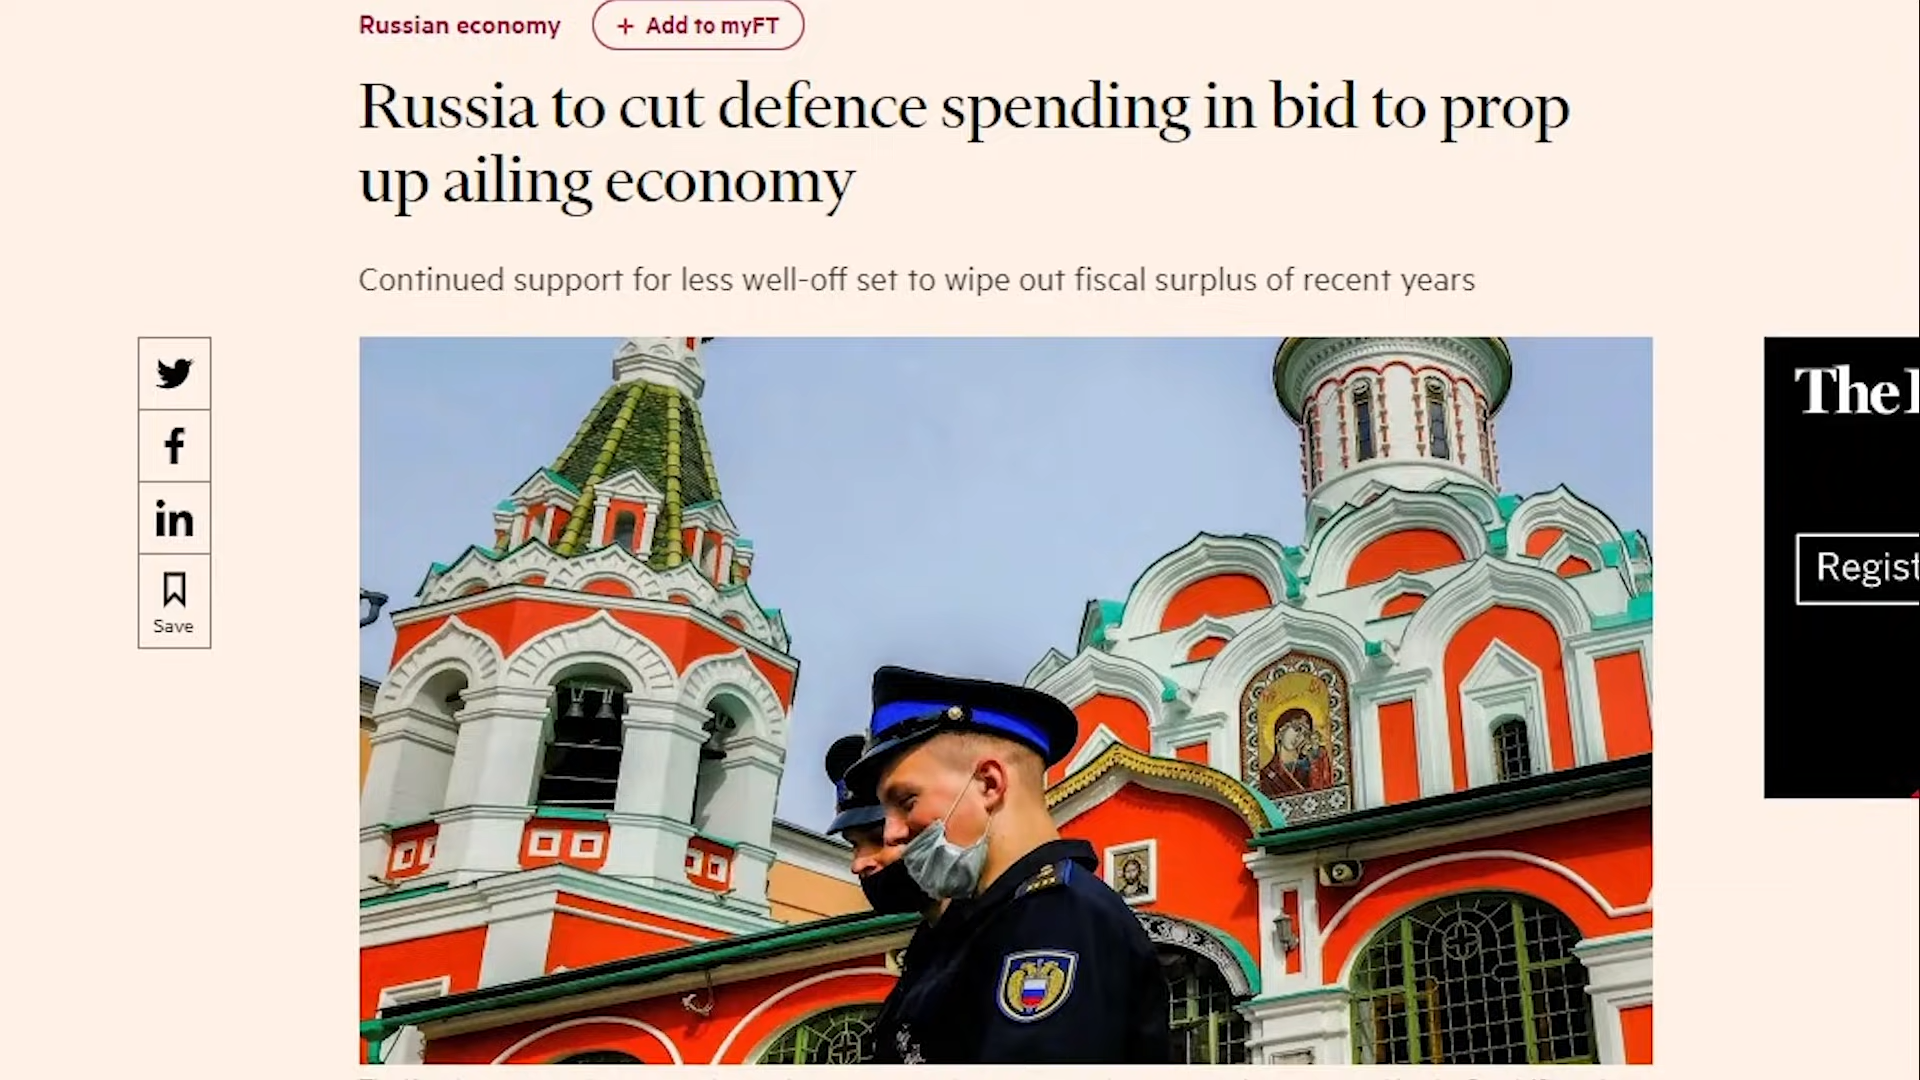 Russian economy
+ Add to myFT
Russia to cut defence spending in bid to prop
up ailing economy
Continued support for less well-off set to wipe out fiscal surplus of recent years
f
in
Save
The
Regist